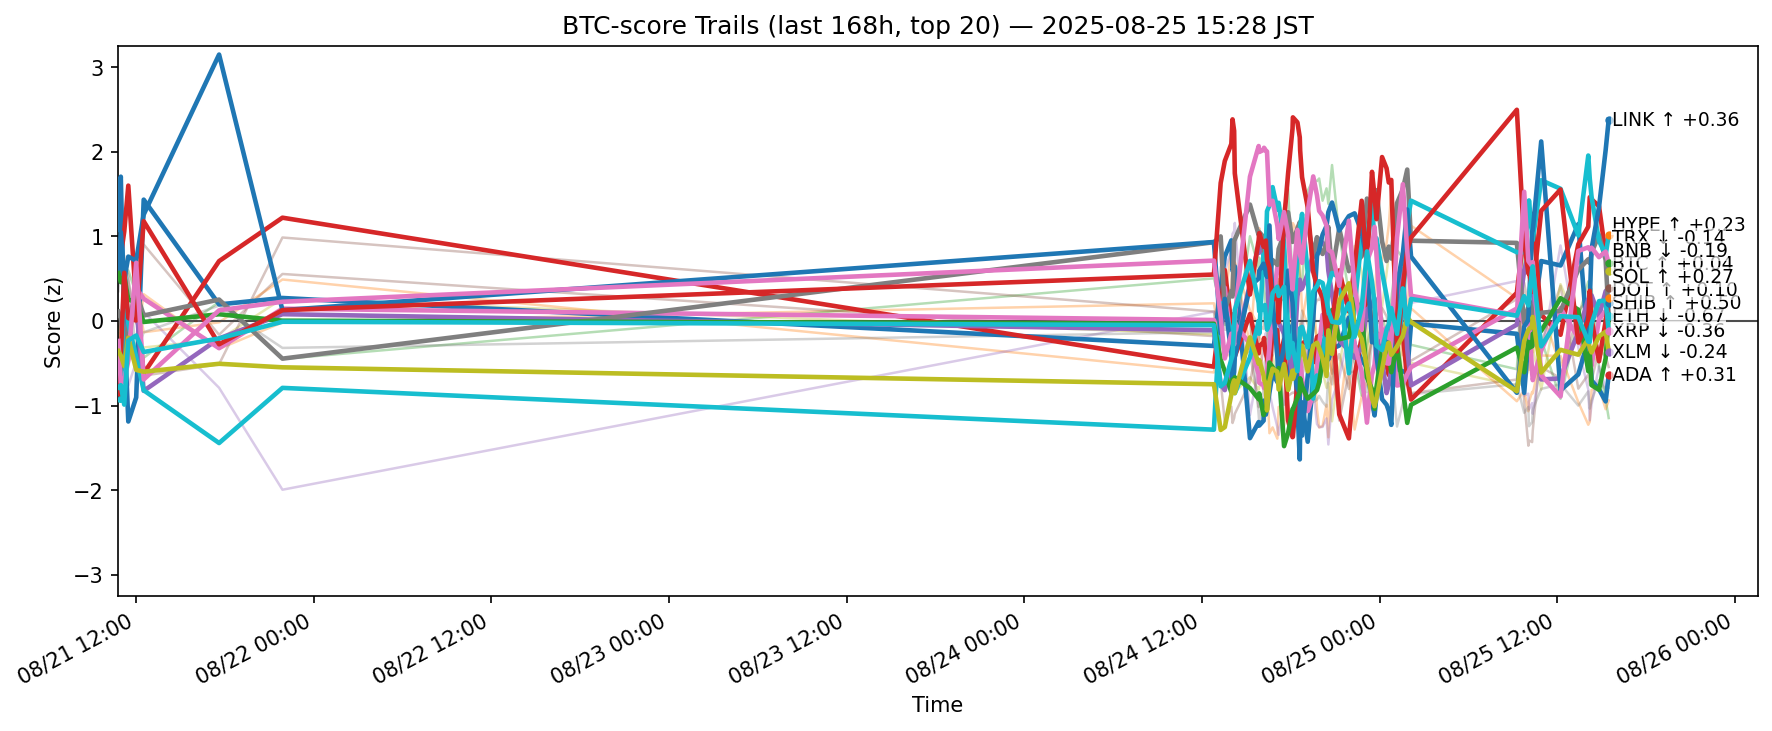 BTC-score Trails (last 168h, top 20) — 2025-08-25 15:28 JST
Score (z)
3
2
1
0
−1
−2
−3
LINK ↑ +0.36
HYPE ↑ +0.23
TRX ↓ -0.14
BNB ↓ -0.19
BTC ↑ +0.04
SOL ↑ +0.27
DOT ↑ +0.10
SHIB ↑ +0.50
ETH ↓ -0.67
XRP ↓ -0.36
XLM ↓ -0.24
ADA ↑ +0.31
08/21 12:00
08/22 00:00
08/22 12:00
08/23 00:00
08/23 12:00
08/24 00:00
08/24 12:00
08/25 00:00
08/25 12:00
08/26 00:00
Time